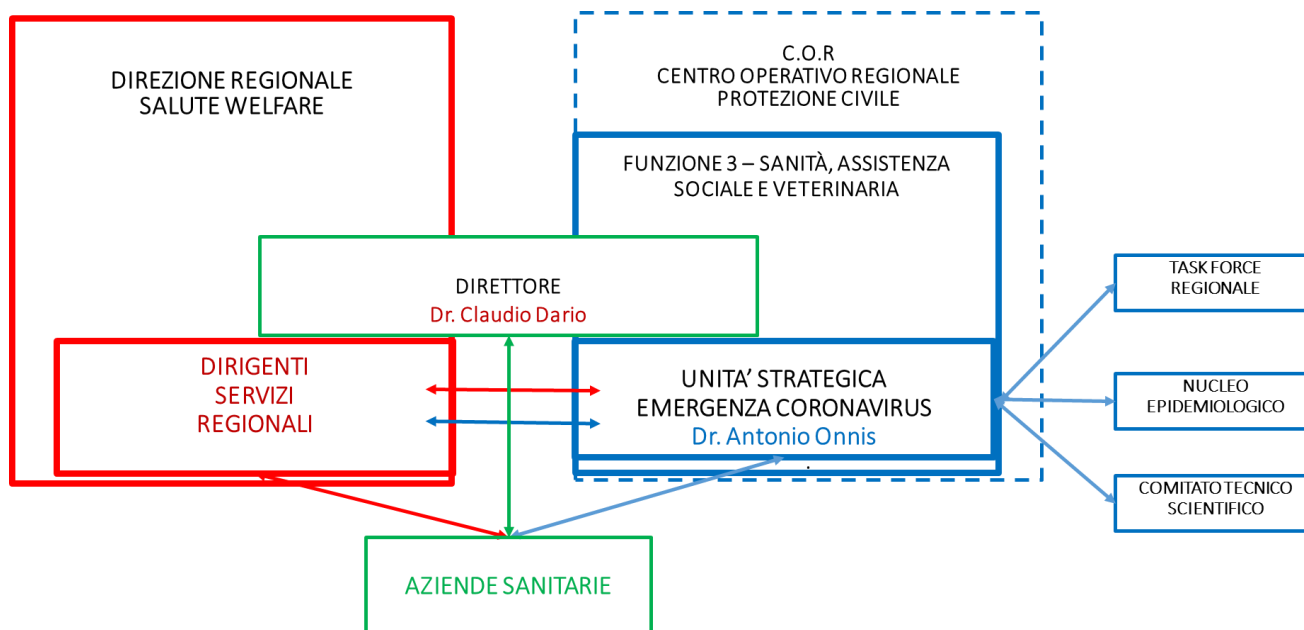 DIREZIONE REGIONALE
SALUTE WELFARE
C.O.R
CENTRO OPERATIVO REGIONALE
PROTEZIONE CIVILE
FUNZIONE 3 – SANITÀ, ASSISTENZA
SOCIALE E VETERINARIA
DIRETTORE
Dr. Claudio Dario
DIRIGENTI
SERVIZI
REGIONALI
UNITA’ STRATEGICA
EMERGENZA CORONAVIRUS
Dr. Antonio Onnis
.
TASK FORCE
REGIONALE
NUCLEO
EPIDEMIOLOGICO
COMITATO TECNICO
SCIENTIFICO
AZIENDE SANITARIE